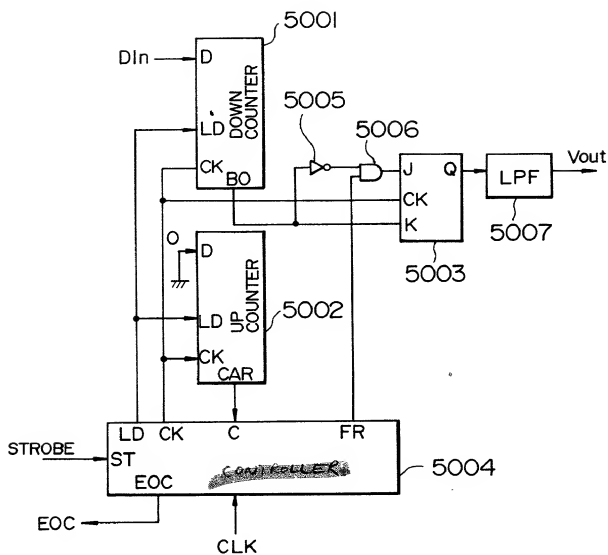 5001
DIn
D
LD
DOWN COUNTER
CK
BO
5005
5006
J
Q
CK
K
5003
LPF
Vout
5007
0
D
UP COUNTER
5002
LD
CK
CAR
LD
CK
C
FR
STROBE
ST
CONTROLLER
5004
EOC
EOC
CLK